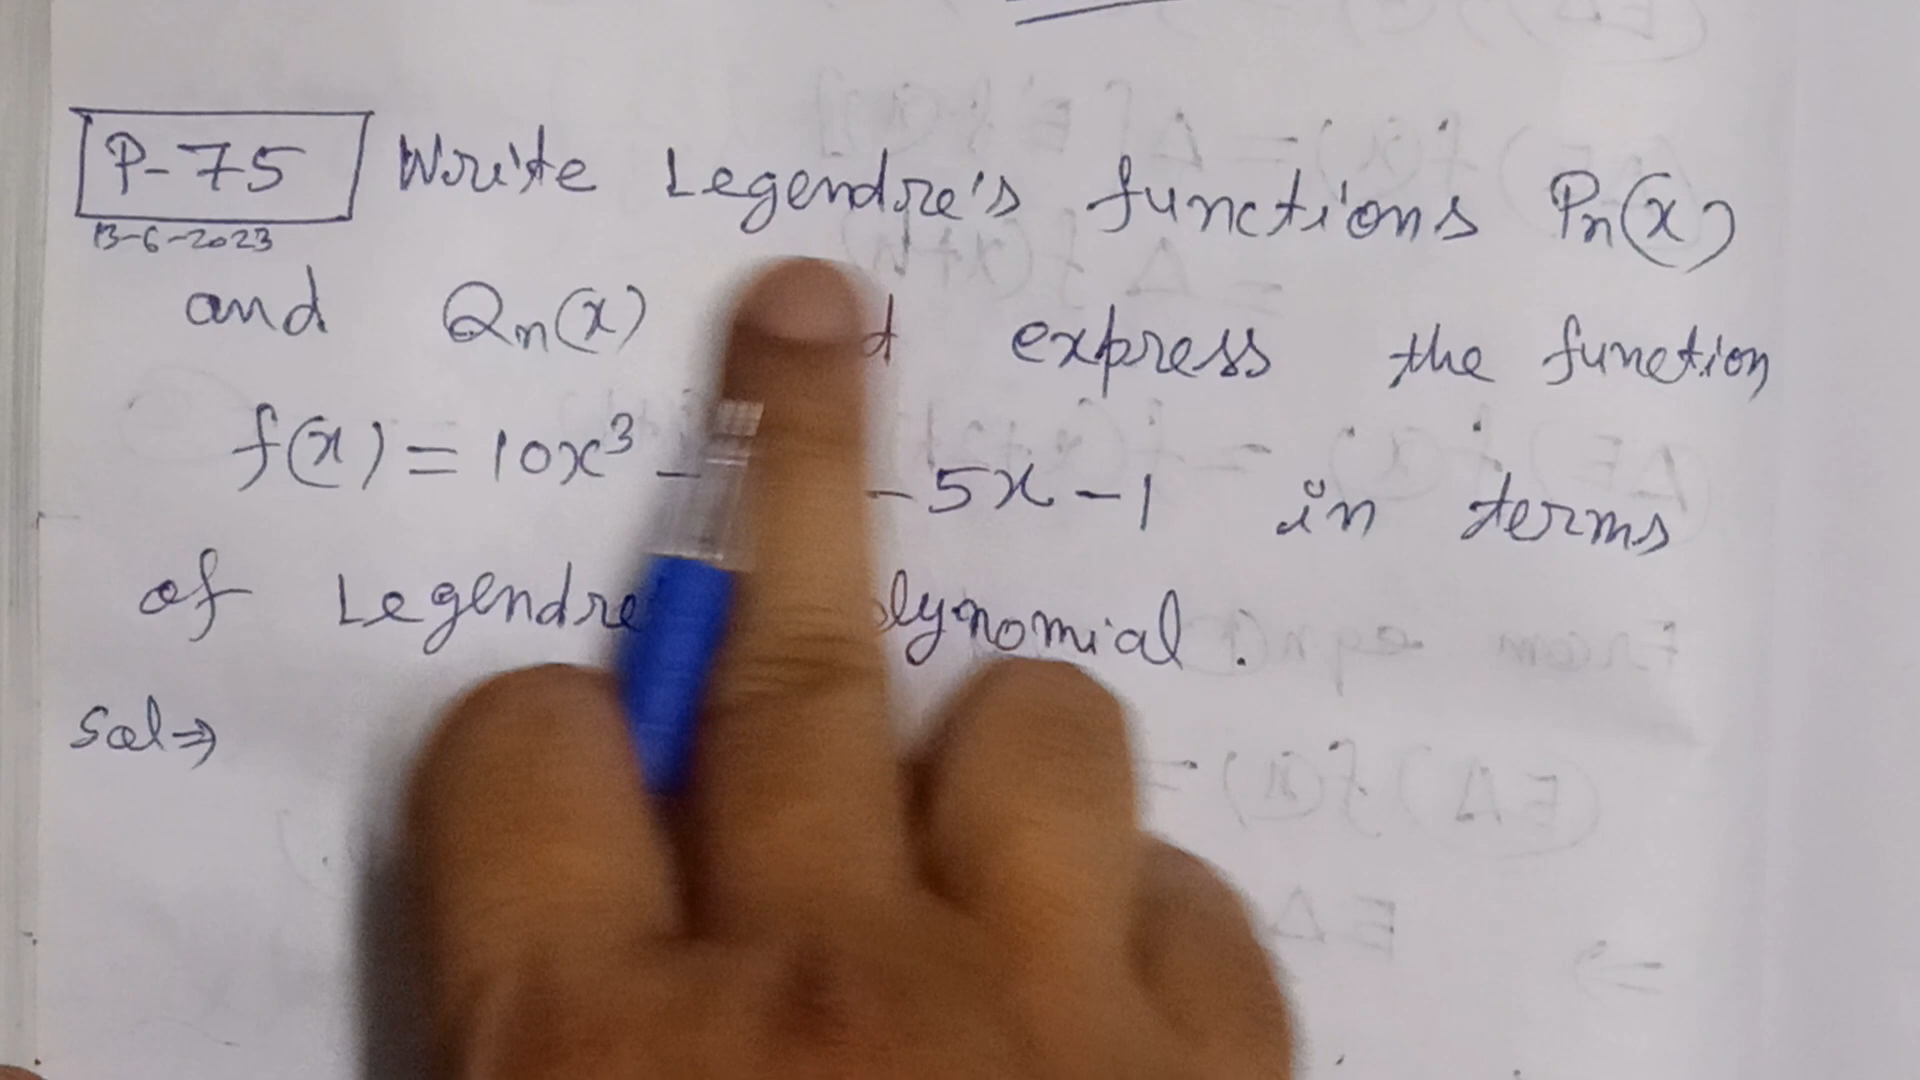 P-75 Write Legendre's functions Pn(x)
13-6-2023
and Qn(x) express the function
f(x) = 10x³ - - 5x - 1 in terms
of Legendre olynomial.
Sol⇒